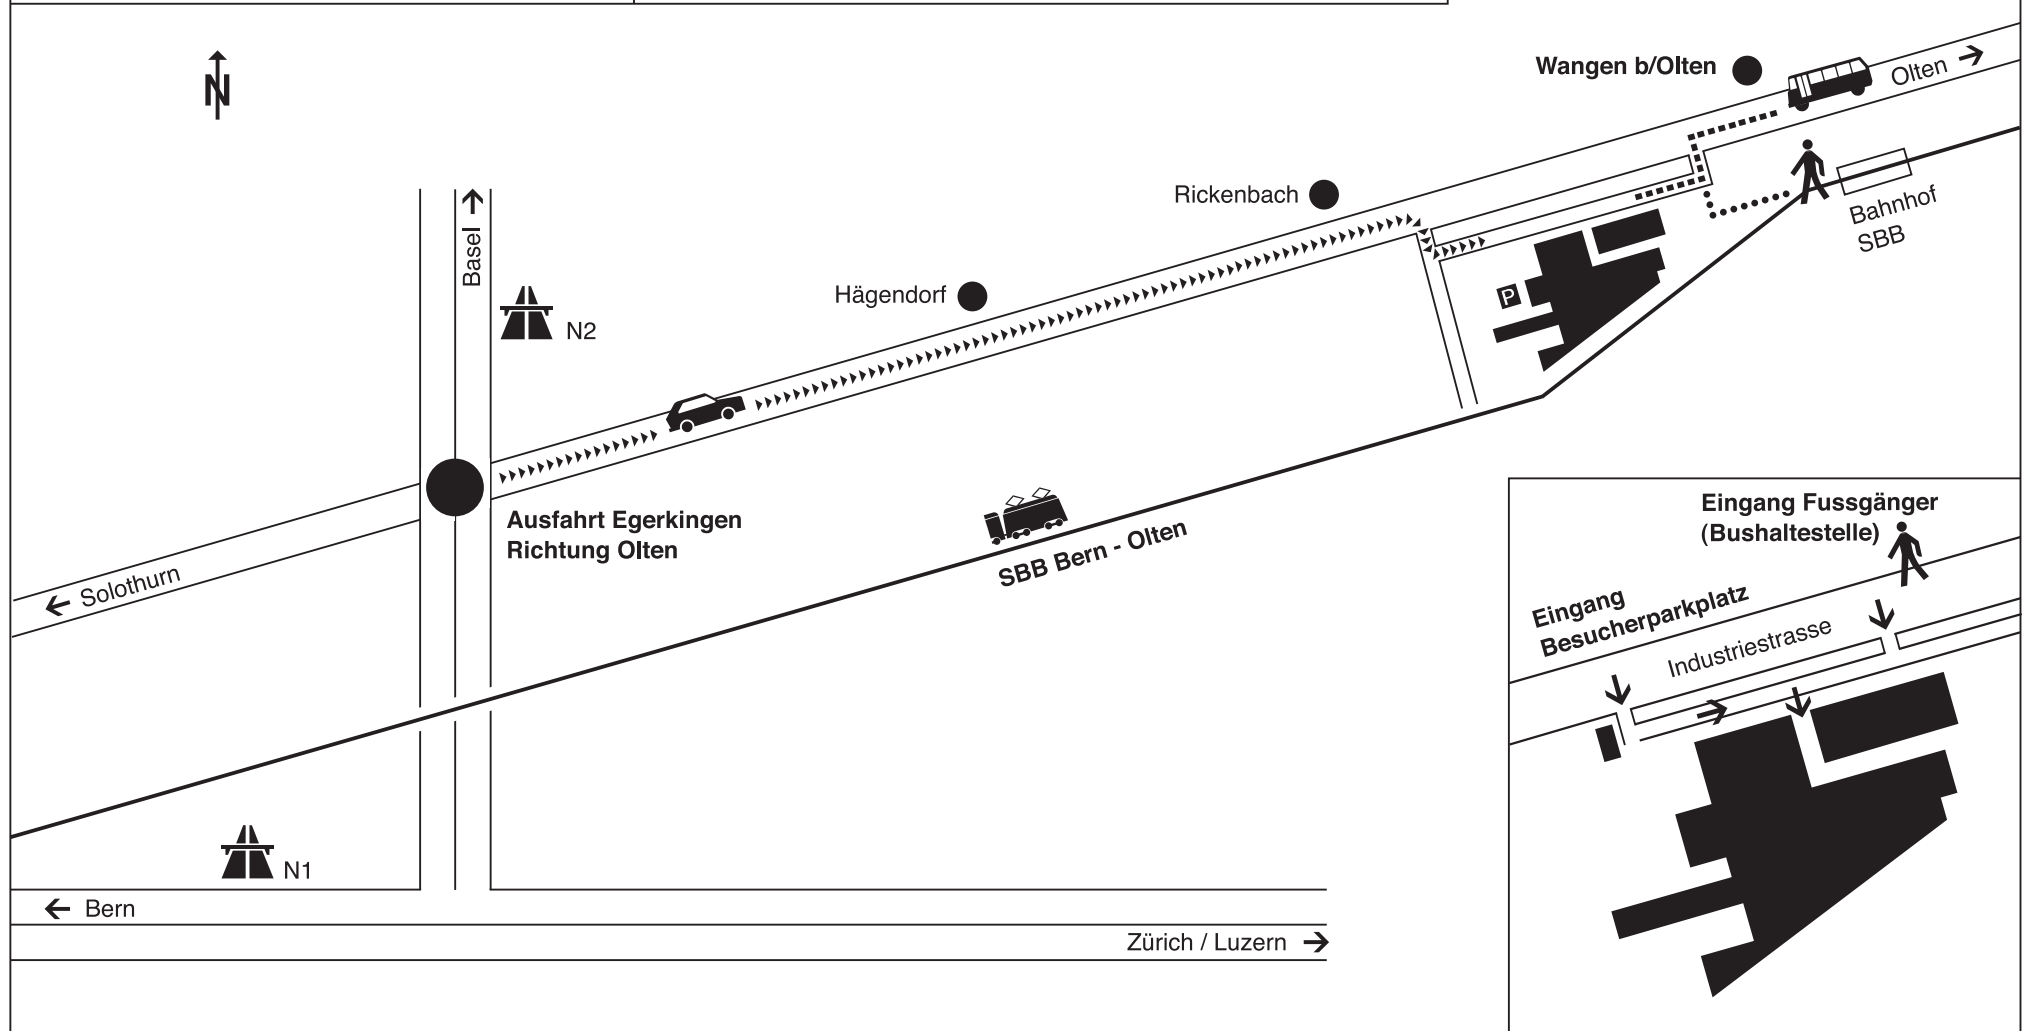 N
Wangen b/Olten
Olten
Rickenbach
Bahnhof
SBB
Basel
Hägendorf
P
N2
Ausfahrt Egerkingen
Richtung Olten
SBB Bern - Olten
Solothurn
Eingang Fussgänger
(Bushaltestelle)
Eingang
Besucherparkplatz
Industriestrasse
N1
Bern
Zürich / Luzern